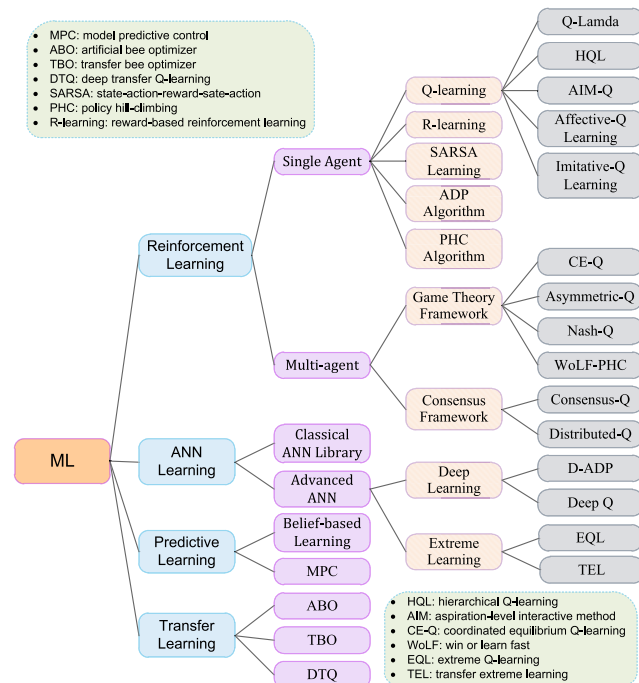 • MPC: model predictive control
• ABO: artificial bee optimizer
• TBO: transfer bee optimizer
• DTQ: deep transfer Q-learning
• SARSA: state-action-reward-sate-action
• PHC: policy hill-climbing
• R-learning: reward-based reinforcement learning
ML
Reinforcement
Learning
Single Agent
Q-learning
Q-Lamda
HQL
AIM-Q
Affective-Q
Learning
Imitative-Q
Learning
R-learning
SARSA
Learning
ADP
Algorithm
PHC
Algorithm
Multi-agent
Game Theory
Framework
CE-Q
Asymmetric-Q
Nash-Q
WoLF-PHC
Consensus
Framework
Consensus-Q
Distributed-Q
ANN
Learning
Classical
ANN Library
Advanced
ANN
Deep
Learning
D-ADP
Deep Q
Extreme
Learning
EQL
TEL
Predictive
Learning
Belief-based
Learning
MPC
Transfer
Learning
ABO
TBO
DTQ
• HQL: hierarchical Q-learning
• AIM: aspiration-level interactive method
• CE-Q: coordinated equilibrium Q-learning
• WoLF: win or learn fast
• EQL: extreme Q-learning
• TEL: transfer extreme learning